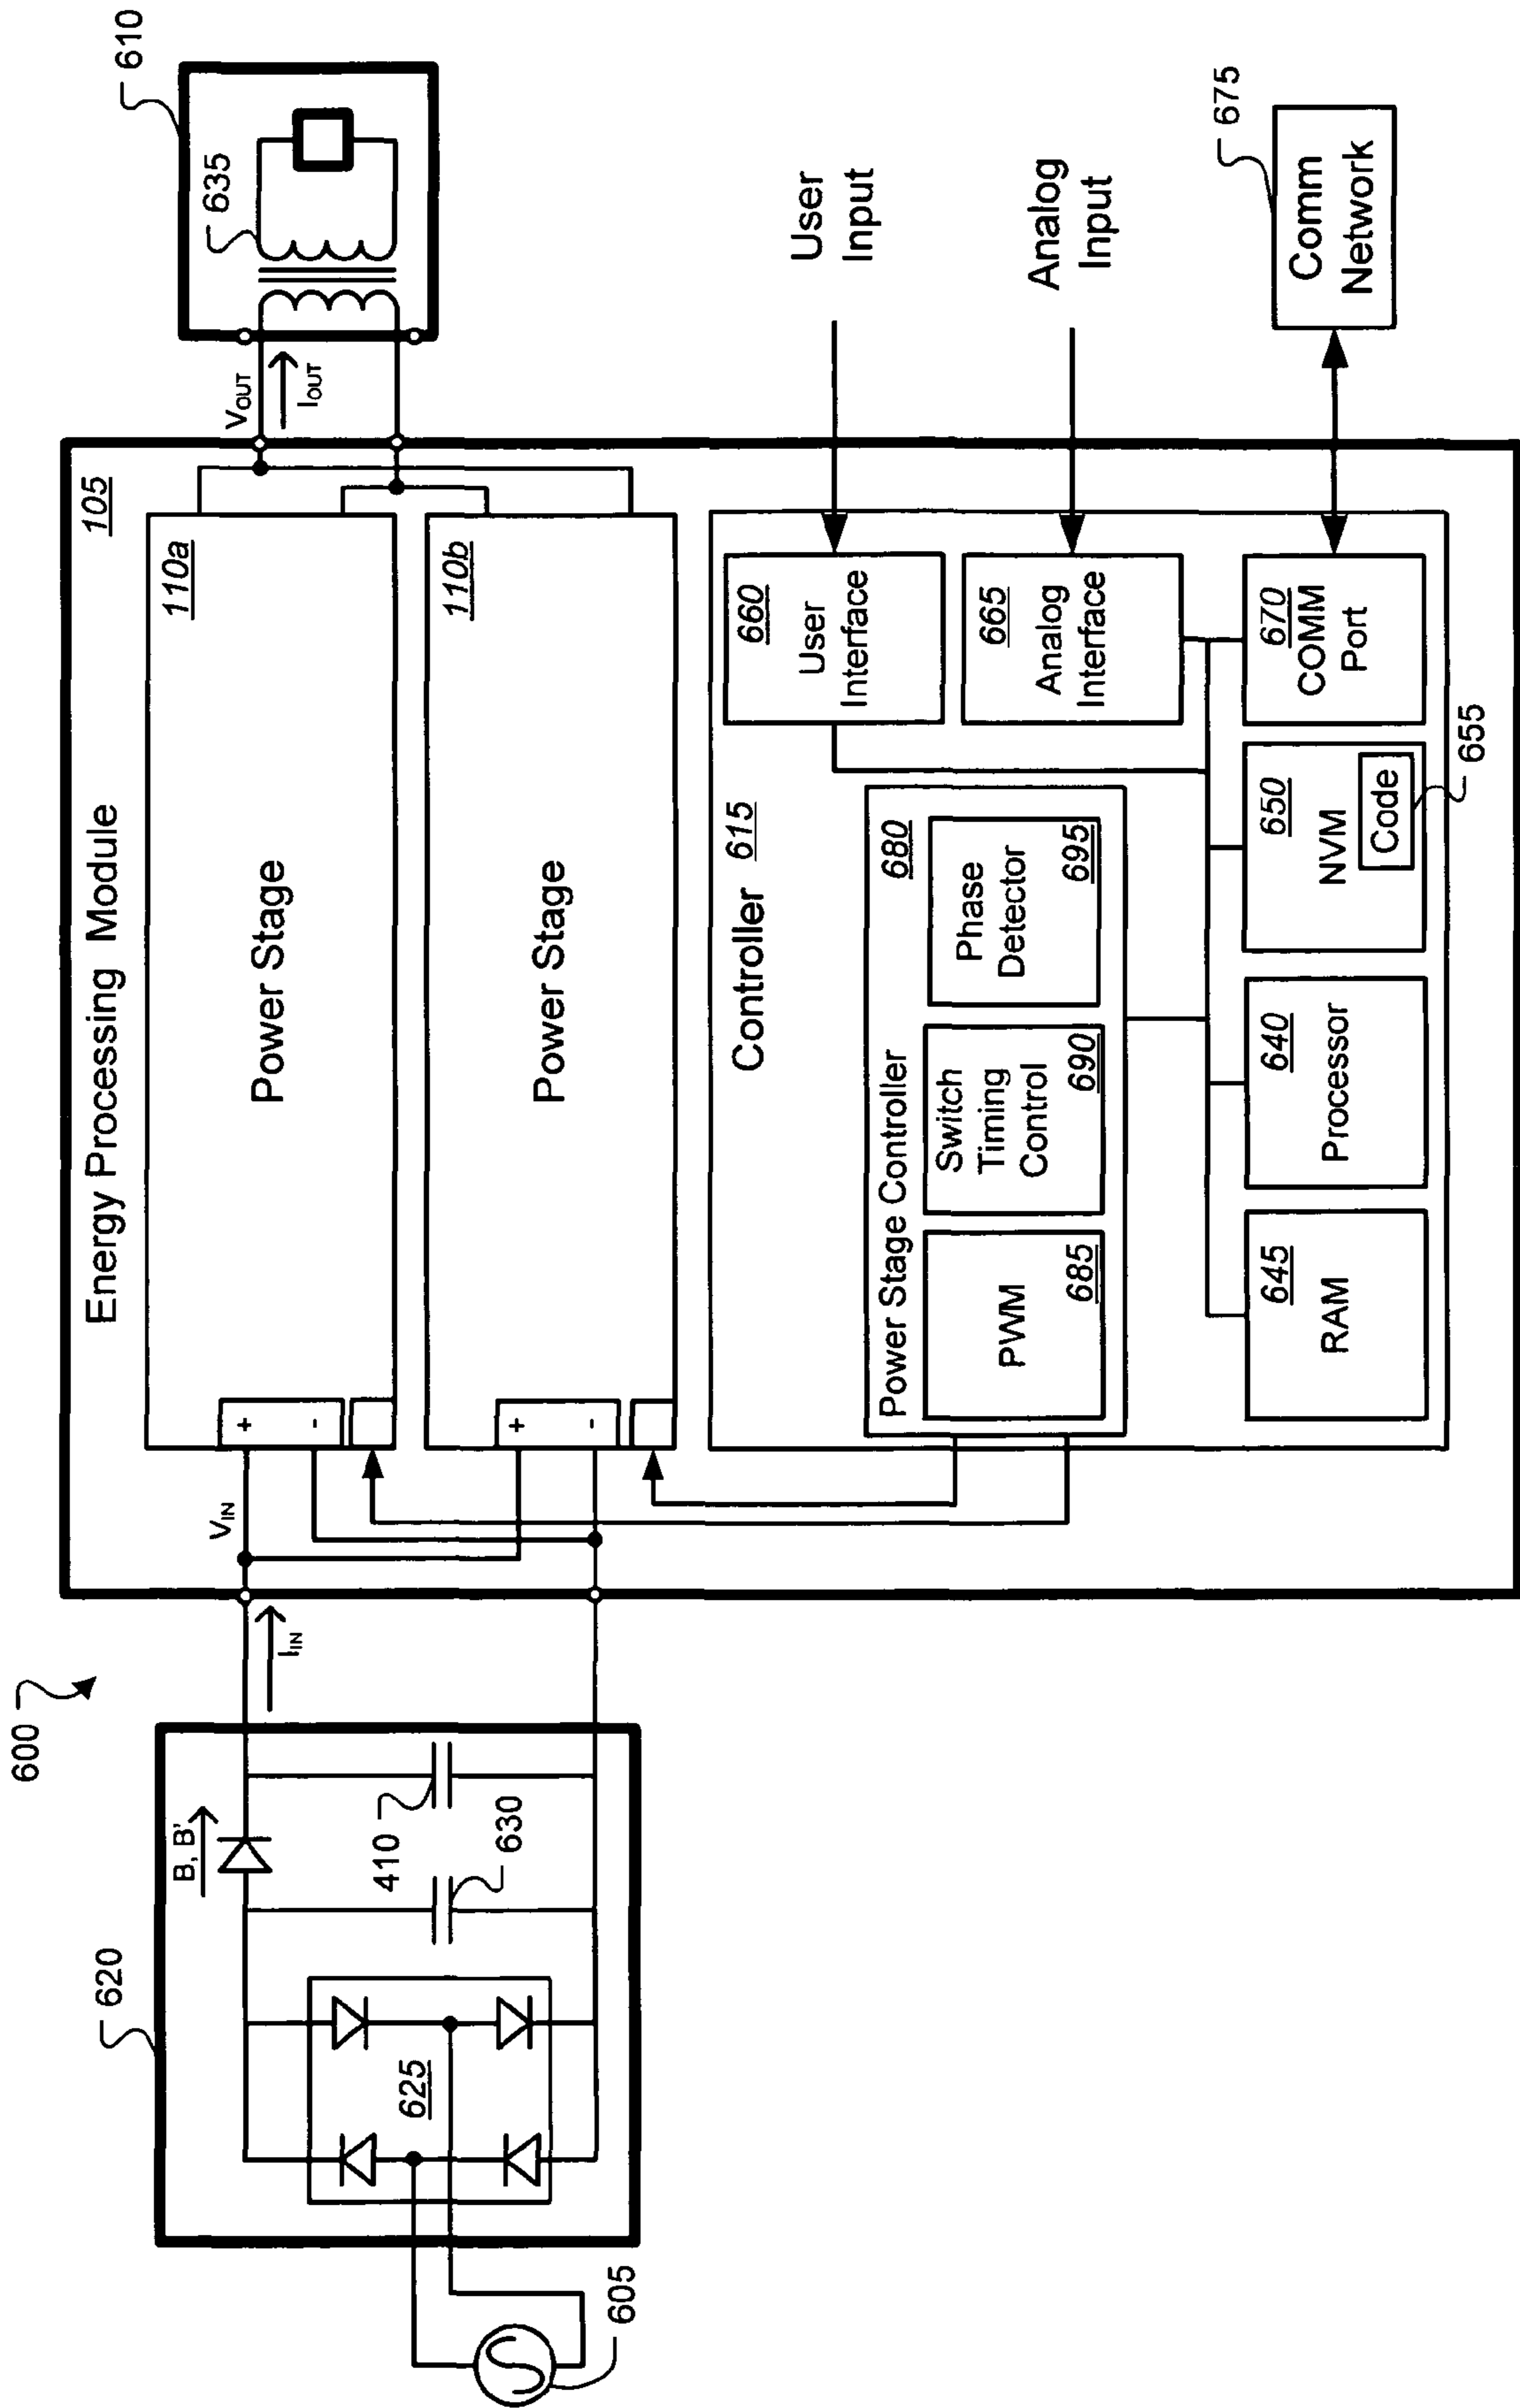 600
620
B, B'
410
630
625
605
IIN
VIN
Energy Processing Module
105
110a
Power Stage
+
-
110b
Power Stage
+
-
VOUT
IOUT
610
635
Controller 615
Power Stage Controller 680
PWM
685
Switch
Timing
Control
690
Phase
Detector
695
660
User
Interface
665
Analog
Interface
645
RAM
640
Processor
650
NVM
Code
655
670
COMM
Port
User
Input
Analog
Input
675
Comm
Network